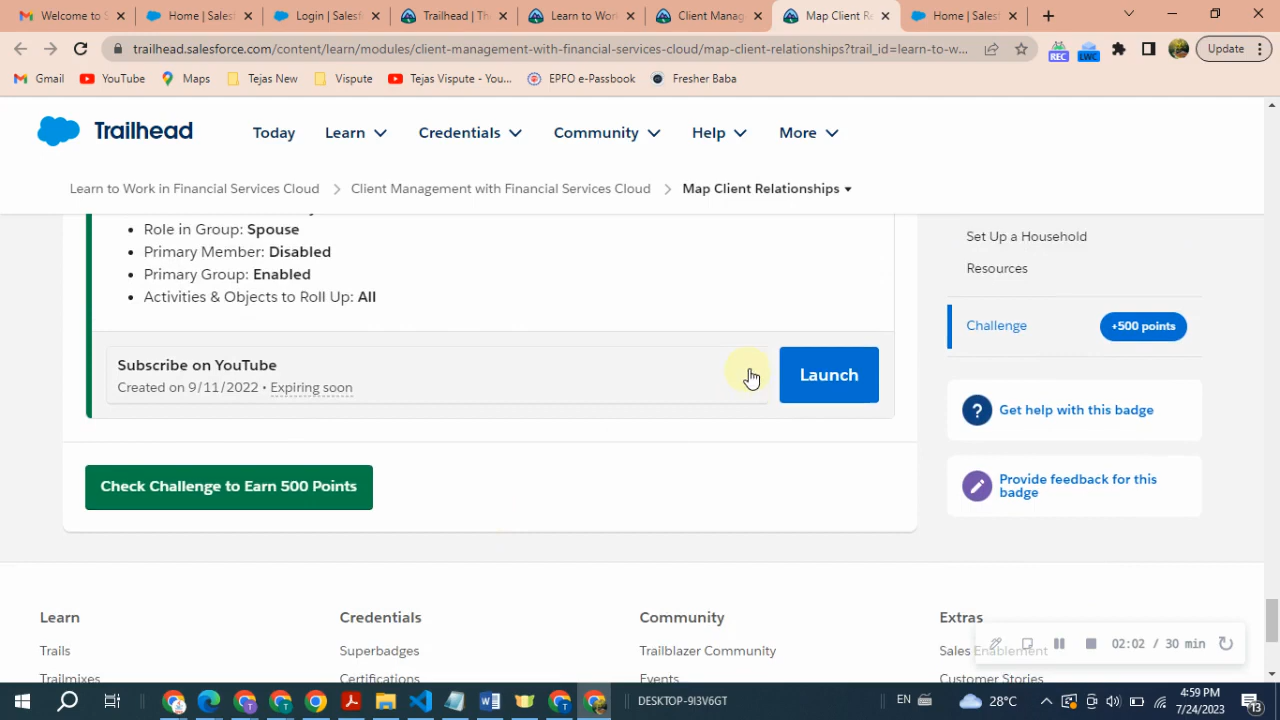 Welcome to S
Home | Sales
Login | Salesf
Trailhead | Th
Learn to Wor
Client Manag
Map Client Re
Home | Salesf
trailhead.salesforce.com/content/learn/modules/client-management-with-financial-services-cloud/map-client-relationships?trail_id=learn-to-w...
REC
LWC
Update
Gmail
YouTube
Maps
Tejas New
Vispute
Tejas Vispute - You...
EPFO e-Passbook
Fresher Baba
Trailhead
Today
Learn
Credentials
Community
Help
More
Learn to Work in Financial Services Cloud
Client Management with Financial Services Cloud
Map Client Relationships
Role in Group: Spouse
Primary Member: Disabled
Primary Group: Enabled
Activities & Objects to Roll Up: All
Subscribe on YouTube
Created on 9/11/2022 • Expiring soon
Launch
Check Challenge to Earn 500 Points
Set Up a Household
Resources
Challenge
+500 points
Get help with this badge
Provide feedback for this
badge
Learn
Credentials
Community
Extras
Trails
Superbadges
Trailblazer Community
Sales Enablement
Trailmixes
Certifications
Events
Customer Stories
02:02 / 30 min
DESKTOP-9I3V6GT
EN
28°C
4:59 PM
7/24/2023
13